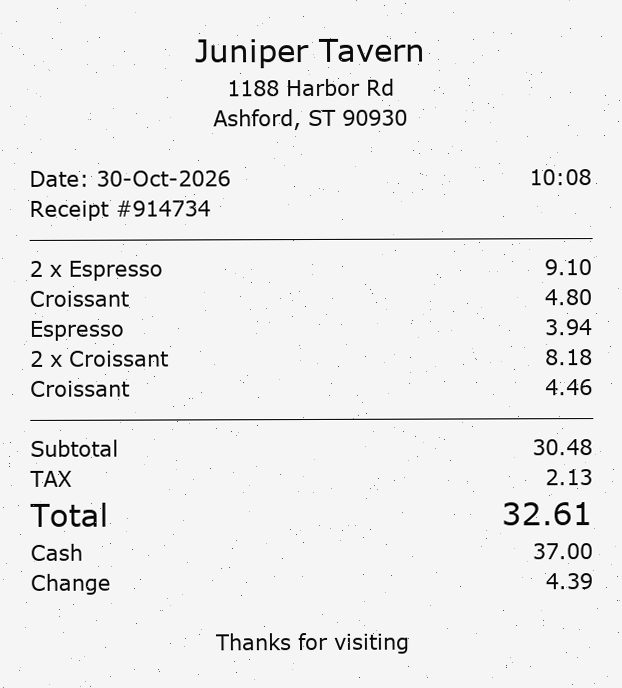 Juniper Tavern
1188 Harbor Rd
Ashford, ST 90930
Date: 30-Oct-2026 10:08
Receipt #914734
2 x Espresso 9.10
Croissant 4.80
Espresso 3.94
2 x Croissant 8.18
Croissant 4.46
Subtotal 30.48
TAX 2.13
Total 32.61
Cash 37.00
Change 4.39
Thanks for visiting